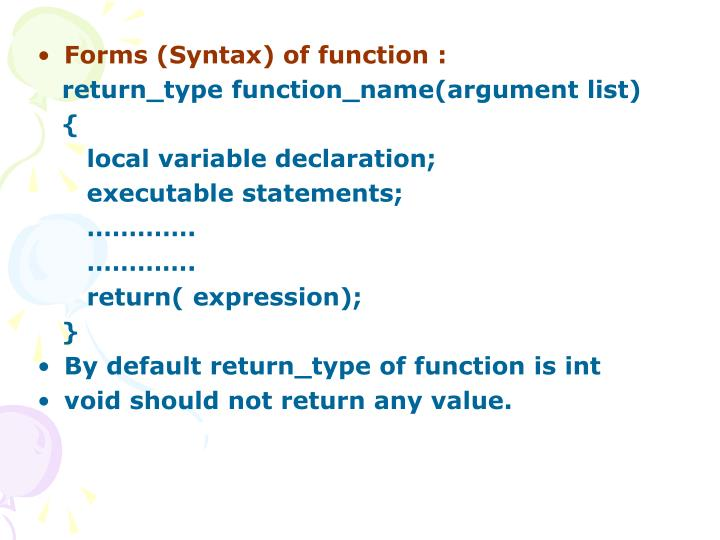 • Forms (Syntax) of function :
return_type function_name(argument list)
{
local variable declaration;
executable statements;
………….
………….
return( expression);
}
• By default return_type of function is int
• void should not return any value.